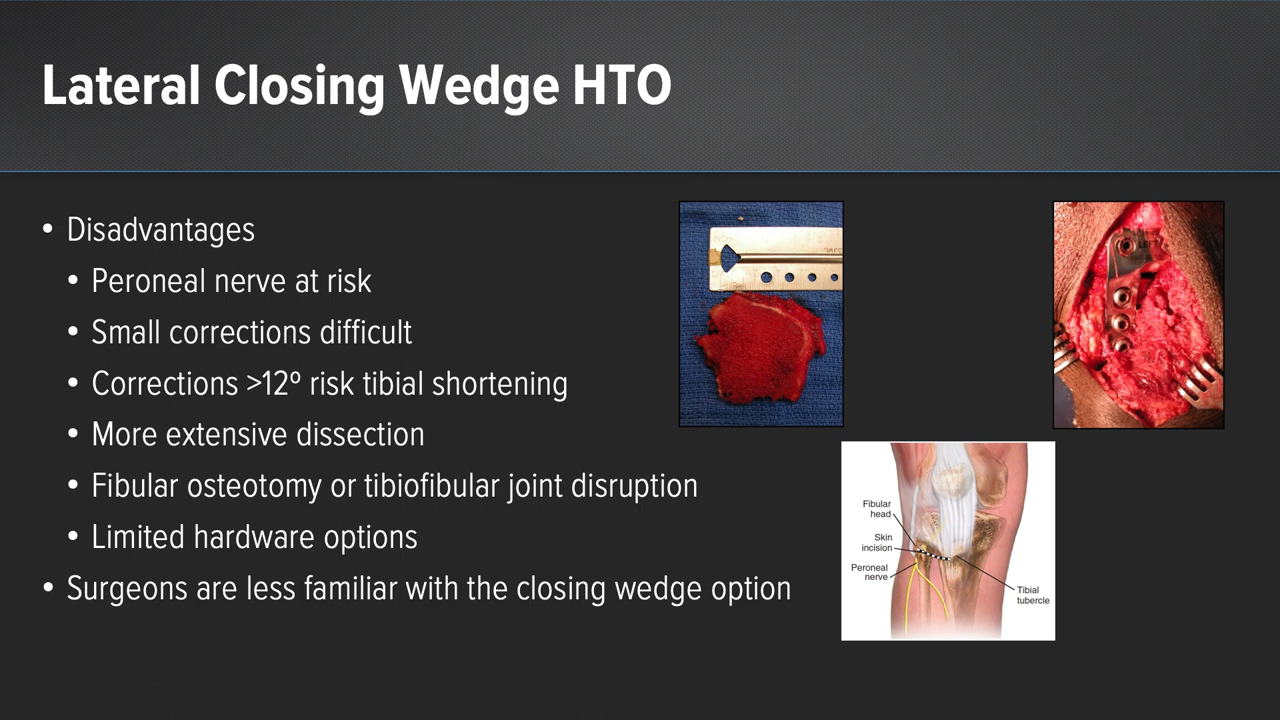 Lateral Closing Wedge HTO
• Disadvantages
• Peroneal nerve at risk
• Small corrections difficult
• Corrections >12º risk tibial shortening
• More extensive dissection
• Fibular osteotomy or tibiofibular joint disruption
• Limited hardware options
• Surgeons are less familiar with the closing wedge option
LEFT
Fibular
head
Skin
incision
Peroneal
nerve
Tibial
tubercle